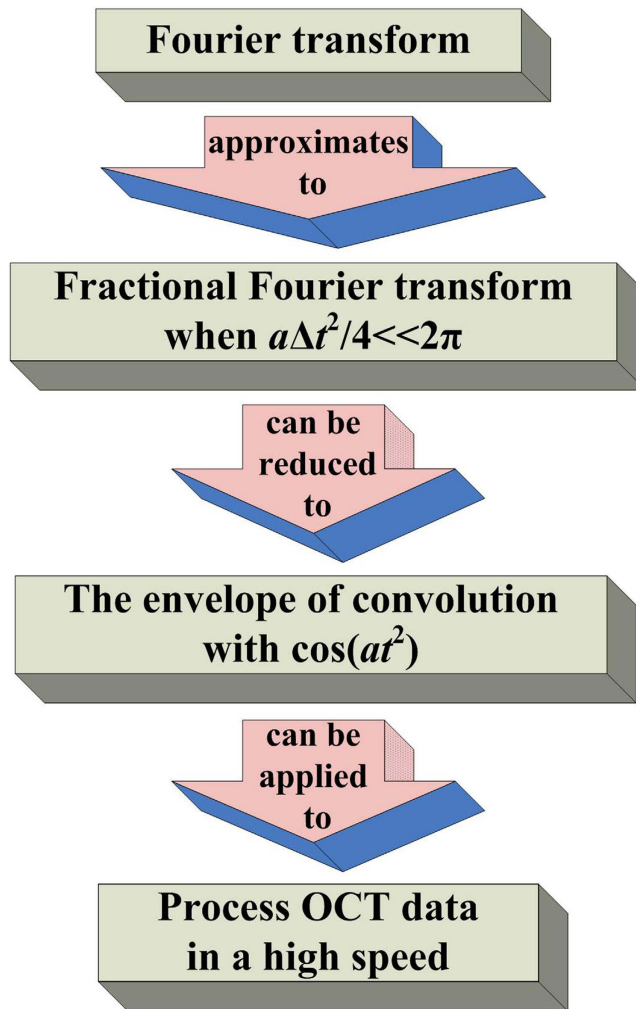 Fourier transform
approximates
to
Fractional Fourier transform
when aΔt²/4<<2π
can be
reduced
to
The envelope of convolution
with cos(at²)
can be
applied
to
Process OCT data
in a high speed